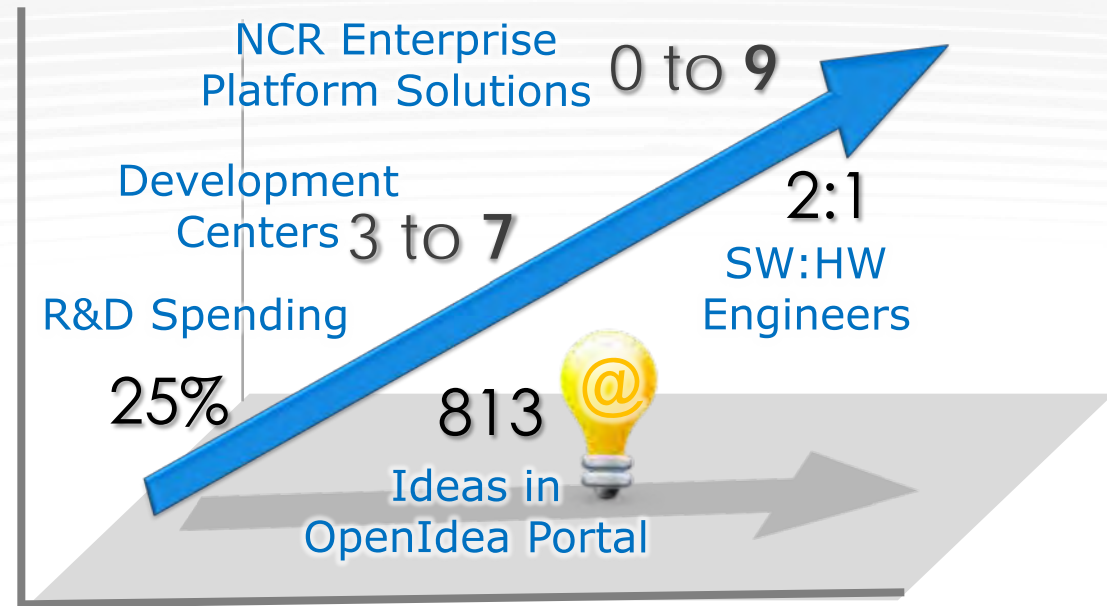 NCR Enterprise
Platform Solutions
0 to 9
Development
Centers 3 to 7
2:1
SW:HW
Engineers
R&D Spending
25%
813
@
Ideas in
OpenIdea Portal